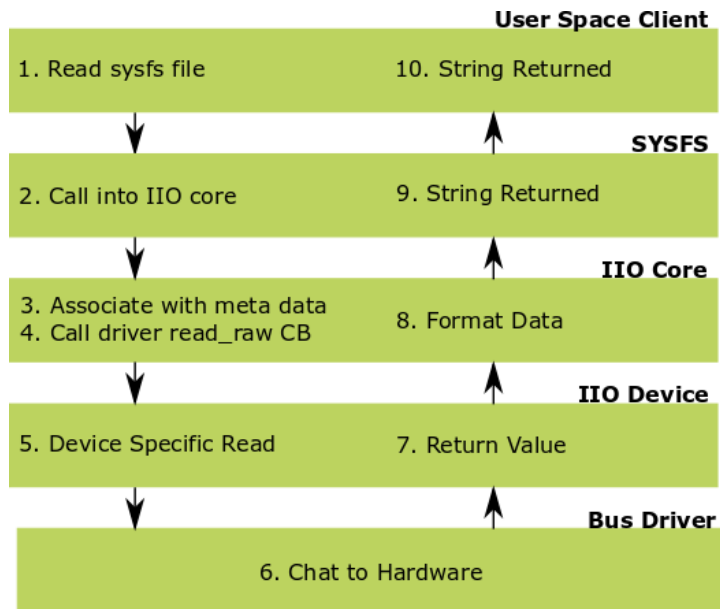 User Space Client
1. Read sysfs file
10. String Returned
SYSFS
2. Call into IIO core
9. String Returned
IIO Core
3. Associate with meta data
4. Call driver read_raw CB
8. Format Data
IIO Device
5. Device Specific Read
7. Return Value
Bus Driver
6. Chat to Hardware